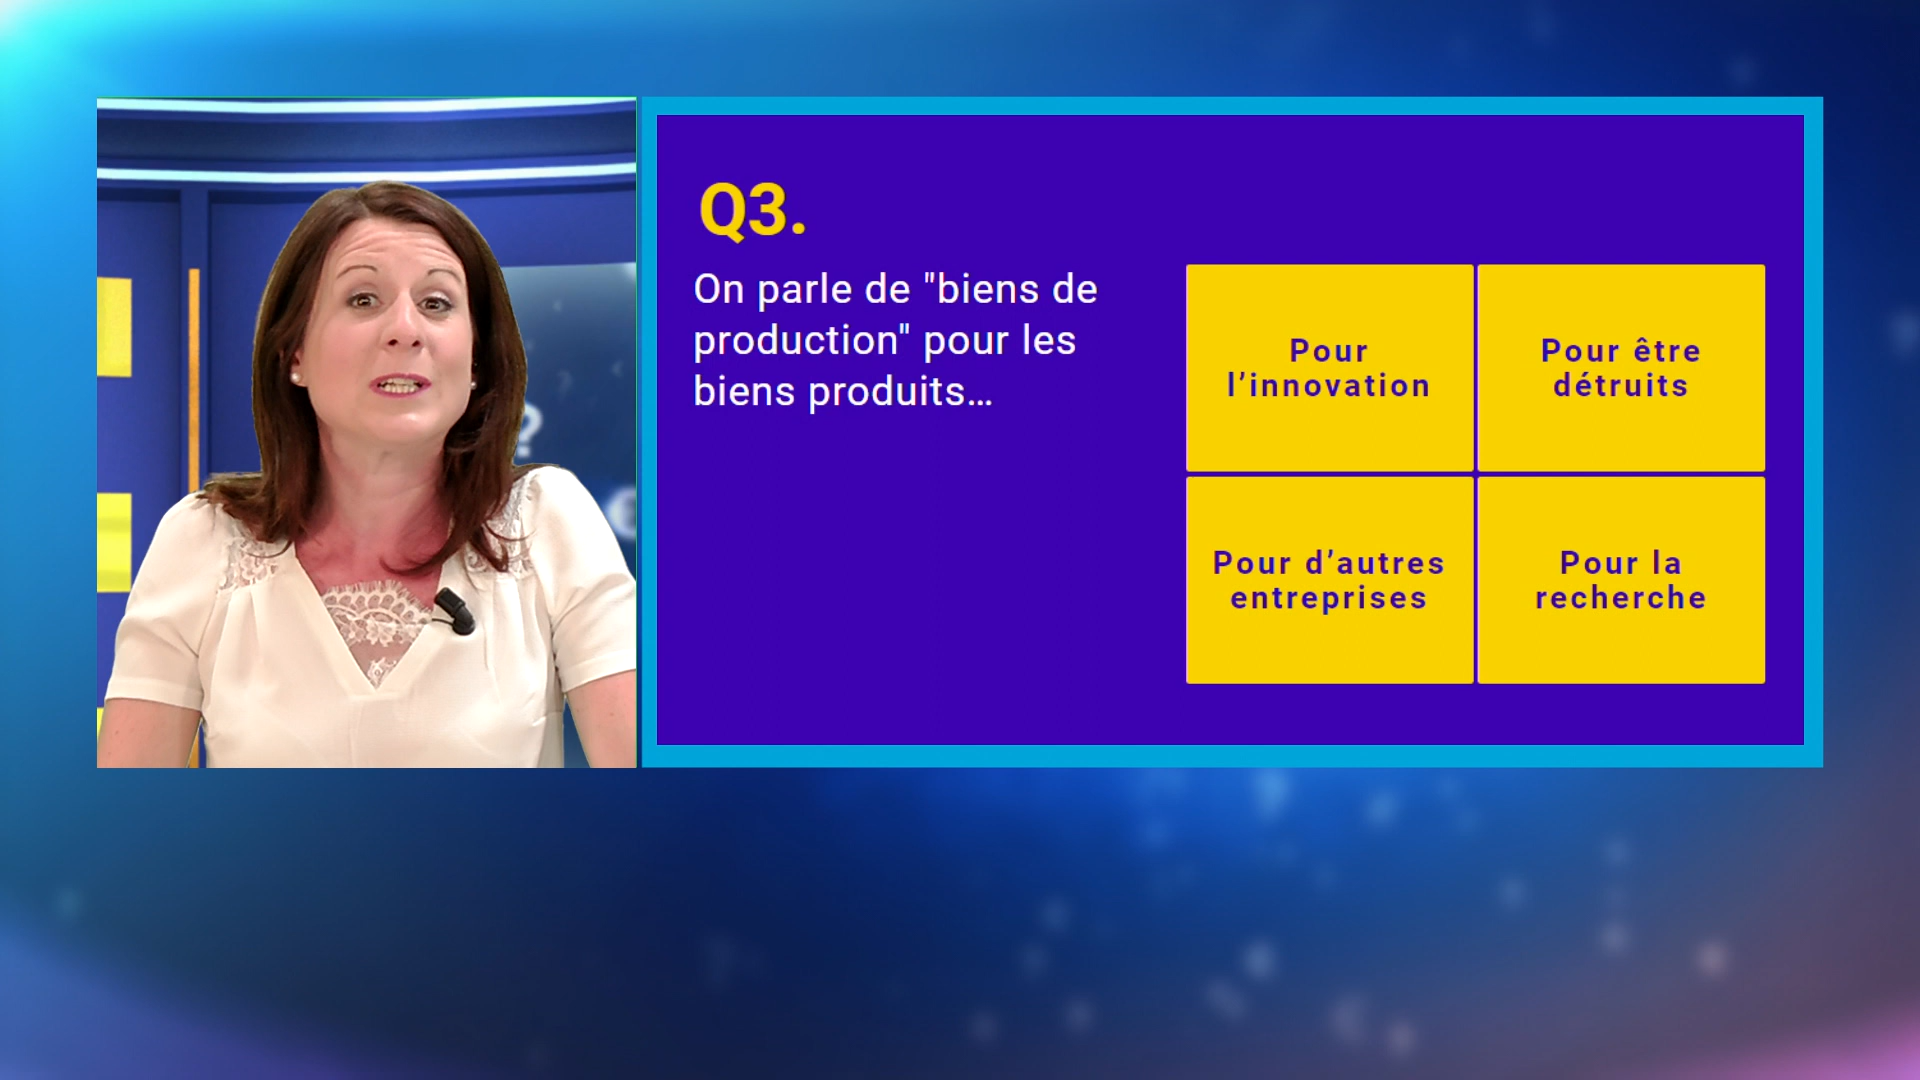 Q3.
On parle de "biens de
production" pour les
biens produits…
Pour
l’innovation
Pour être
détruits
Pour d’autres
entreprises
Pour la
recherche
?
€